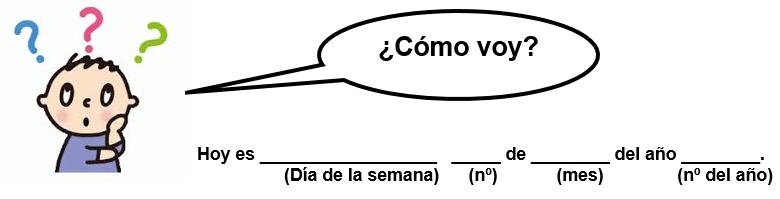 ? ? ?
¿Cómo voy?
Hoy es __________________ _____ de ________ del año ________.
(Día de la semana) (nº) (mes) (nº del año)